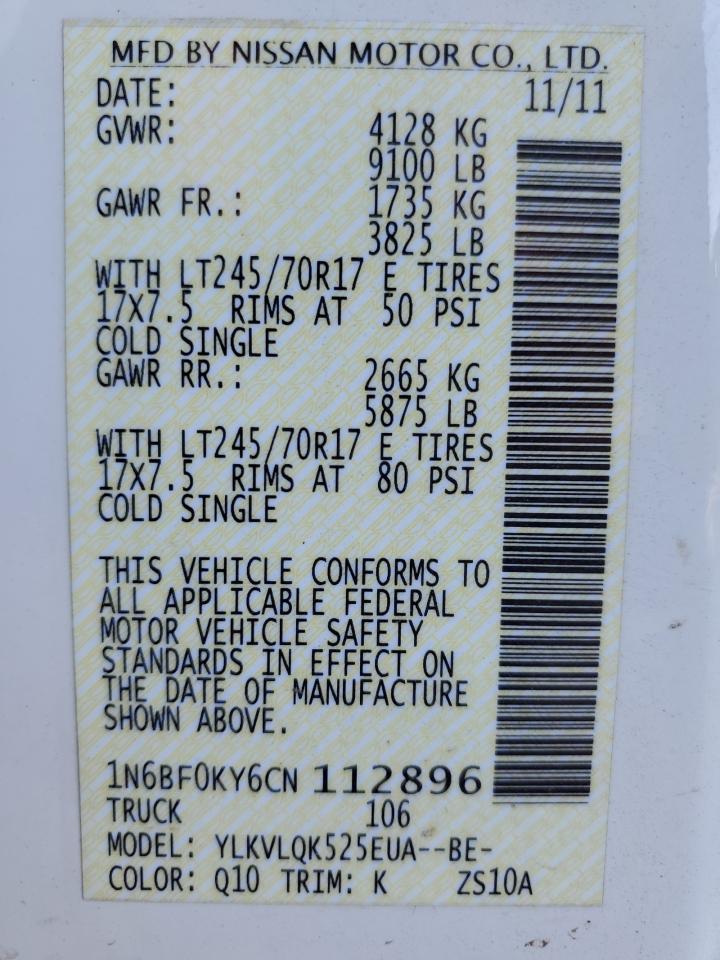 MFD BY NISSAN MOTOR CO., LTD.
DATE: 11/11
GVWR: 4128 KG
9100 LB
GAWR FR.: 1735 KG
3825 LB
WITH LT245/70R17 E TIRES
17X7.5 RIMS AT 50 PSI
COLD SINGLE
GAWR RR.: 2665 KG
5875 LB
WITH LT245/70R17 E TIRES
17X7.5 RIMS AT 80 PSI
COLD SINGLE
THIS VEHICLE CONFORMS TO
ALL APPLICABLE FEDERAL
MOTOR VEHICLE SAFETY
STANDARDS IN EFFECT ON
THE DATE OF MANUFACTURE
SHOWN ABOVE.
1N6BF0KY6CN 112896
TRUCK 106
MODEL: YLKVLQK525EUA--BE-
COLOR: Q10 TRIM: K ZS10A